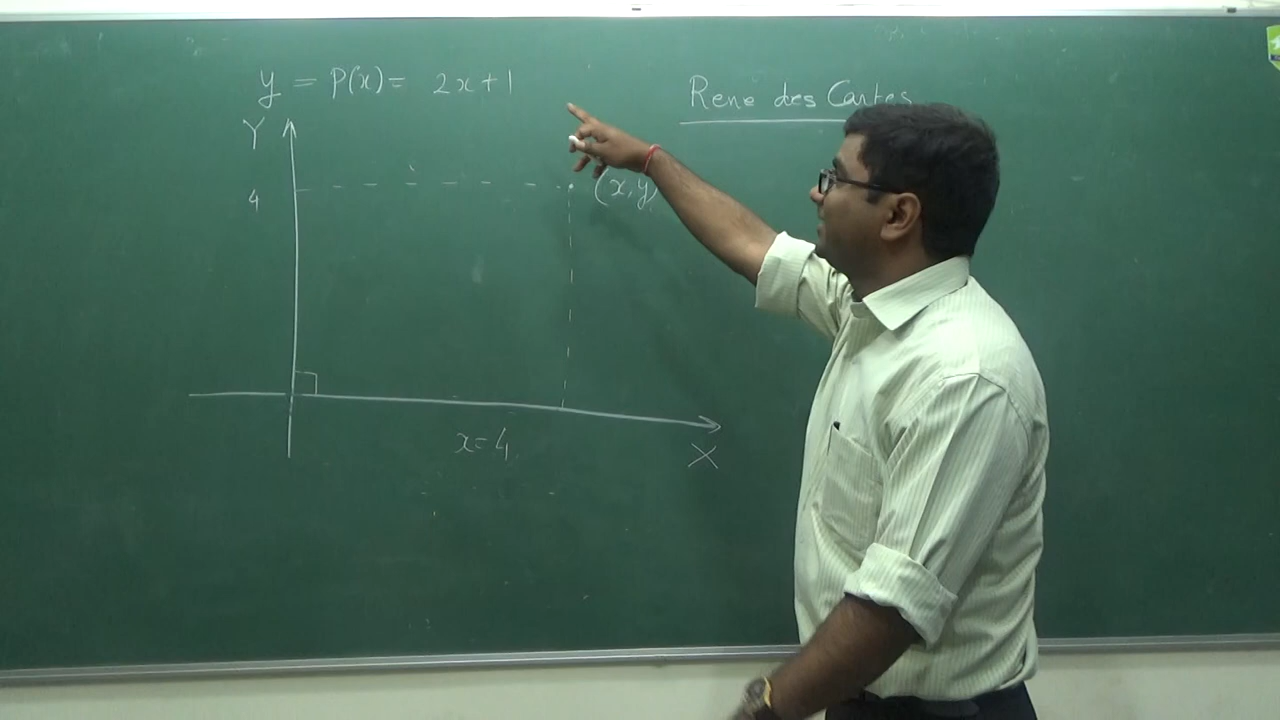 y = P(x) = 2x+1
Rene des Cartes
Y
4
(x,y)
x=4
X